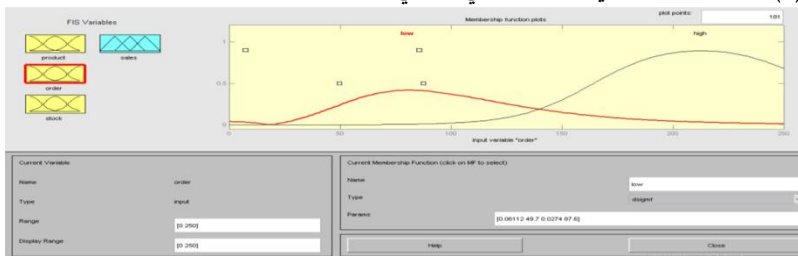 FIS Variables
Membership function plots
plot points:
181
product
sales
order
stock
low
high
1
0.5
0
0
50
100
150
200
250
input variable "order"
Current Variable
Name
order
Type
input
Range
[0 250]
Display Range
[0 250]
Current Membership Function (click on MF to select)
Name
low
Type
dsigmf
Params
[0.06112 49.7 0.0274 87.6]
Help
Close